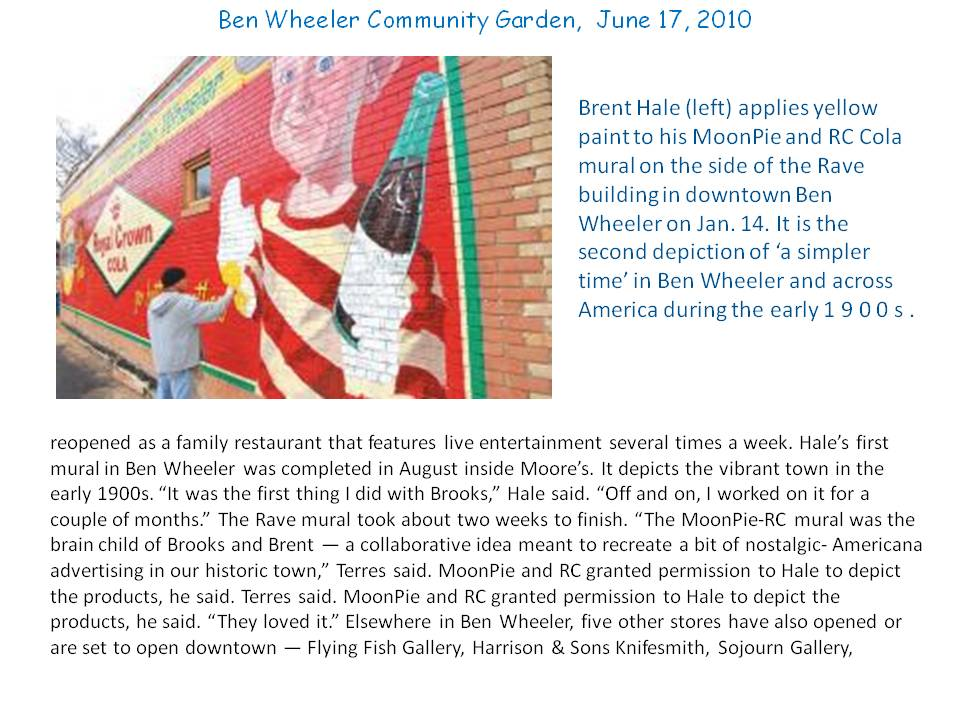 Ben Wheeler Community Garden, June 17, 2010
Royal Crown
COLA
Brent Hale (left) applies yellow
paint to his MoonPie and RC Cola
mural on the side of the Rave
building in downtown Ben
Wheeler on Jan. 14. It is the
second depiction of ‘a simpler
time’ in Ben Wheeler and across
America during the early 1 9 0 0 s .
reopened as a family restaurant that features live entertainment several times a week. Hale’s first
mural in Ben Wheeler was completed in August inside Moore’s. It depicts the vibrant town in the
early 1900s. “It was the first thing I did with Brooks,” Hale said. “Off and on, I worked on it for a
couple of months.” The Rave mural took about two weeks to finish. “The MoonPie-RC mural was the
brain child of Brooks and Brent — a collaborative idea meant to recreate a bit of nostalgic- Americana
advertising in our historic town,” Terres said. MoonPie and RC granted permission to Hale to depict
the products, he said. Terres said. MoonPie and RC granted permission to Hale to depict the
products, he said. “They loved it.” Elsewhere in Ben Wheeler, five other stores have also opened or
are set to open downtown — Flying Fish Gallery, Harrison & Sons Knifesmith, Sojourn Gallery,